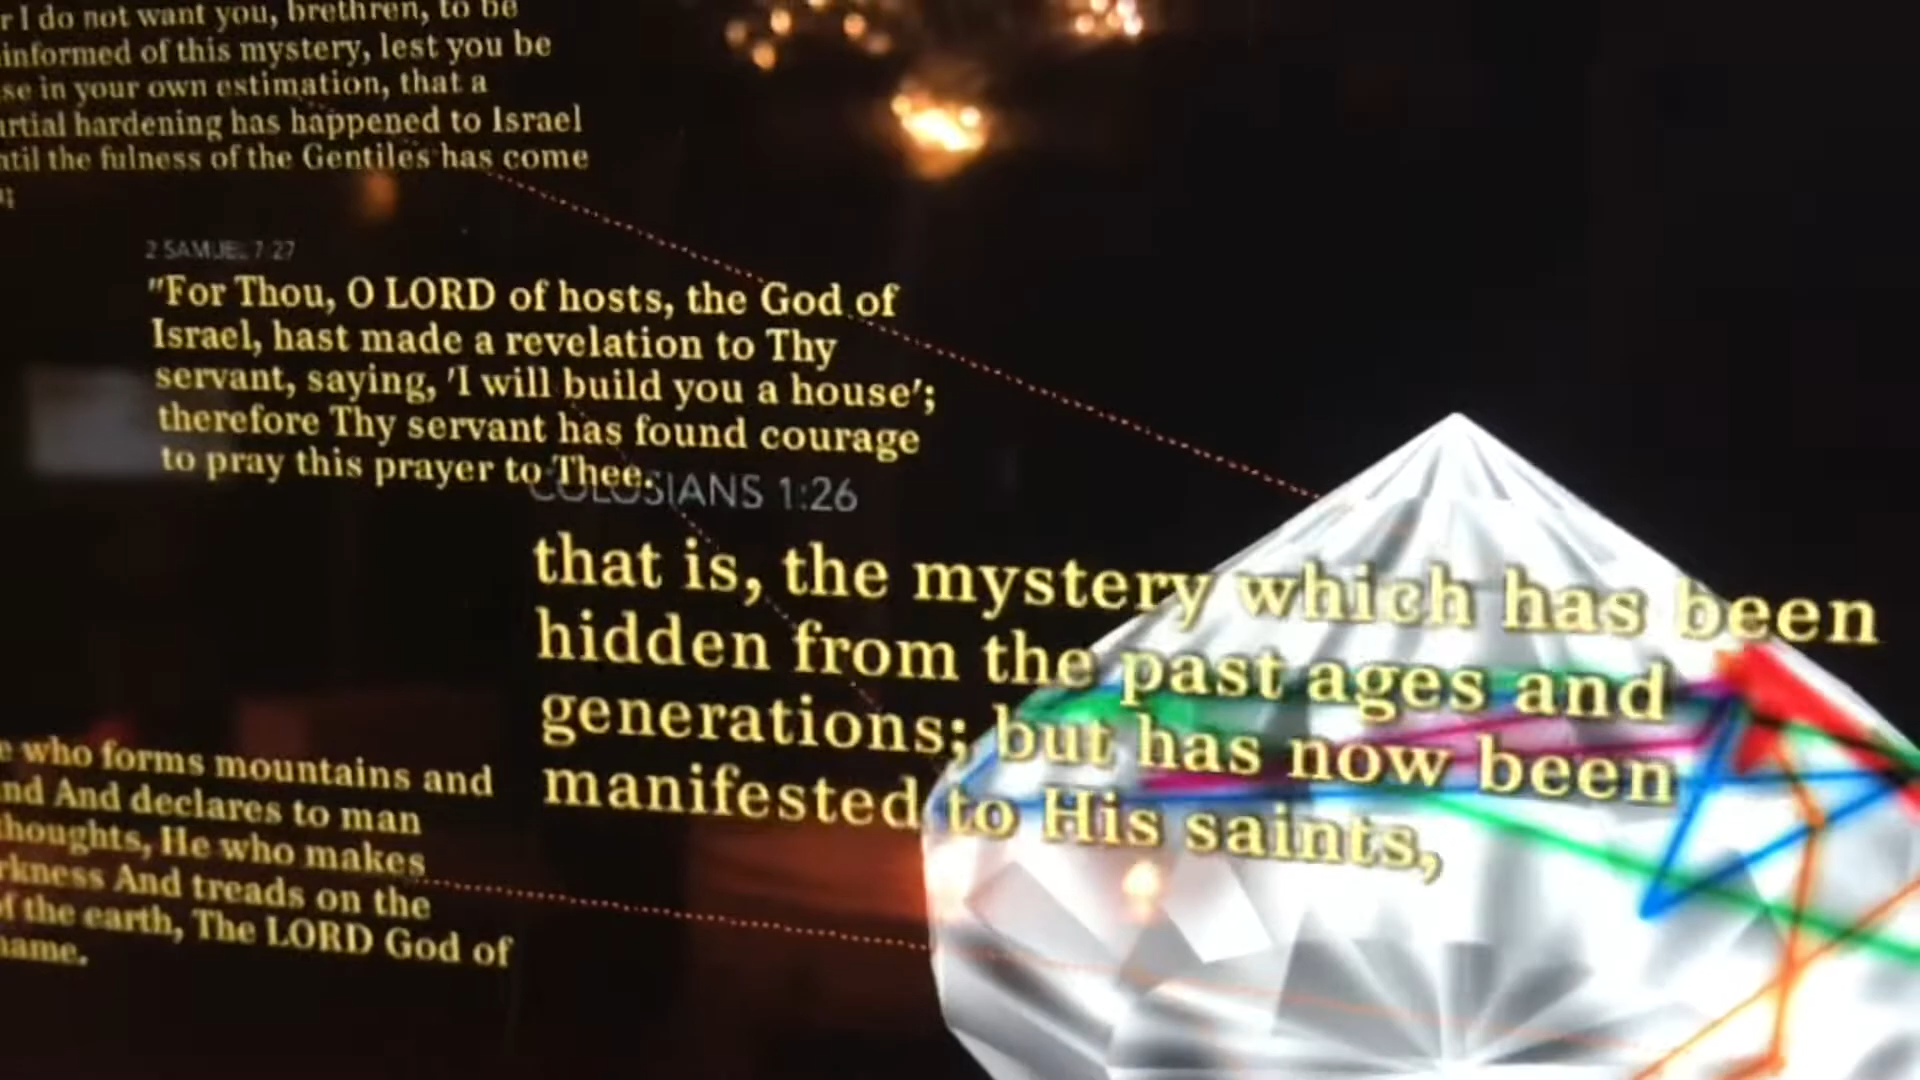 r I do not want you, brethren, to be
informed of this mystery, lest you be
se in your own estimation, that a
rtial hardening has happened to Israel
til the fulness of the Gentiles has come
2 SAMUEL 7:27
"For Thou, O LORD of hosts, the God of
Israel, hast made a revelation to Thy
servant, saying, 'I will build you a house';
therefore Thy servant has found courage
to pray this prayer to Thee.
COLOSIANS 1:26
that is, the mystery which has been
hidden from the past ages and
generations; but has now been
manifested to His saints,
e who forms mountains and
nd And declares to man
thoughts, He who makes
rkness And treads on the
of the earth, The LORD God of
name.